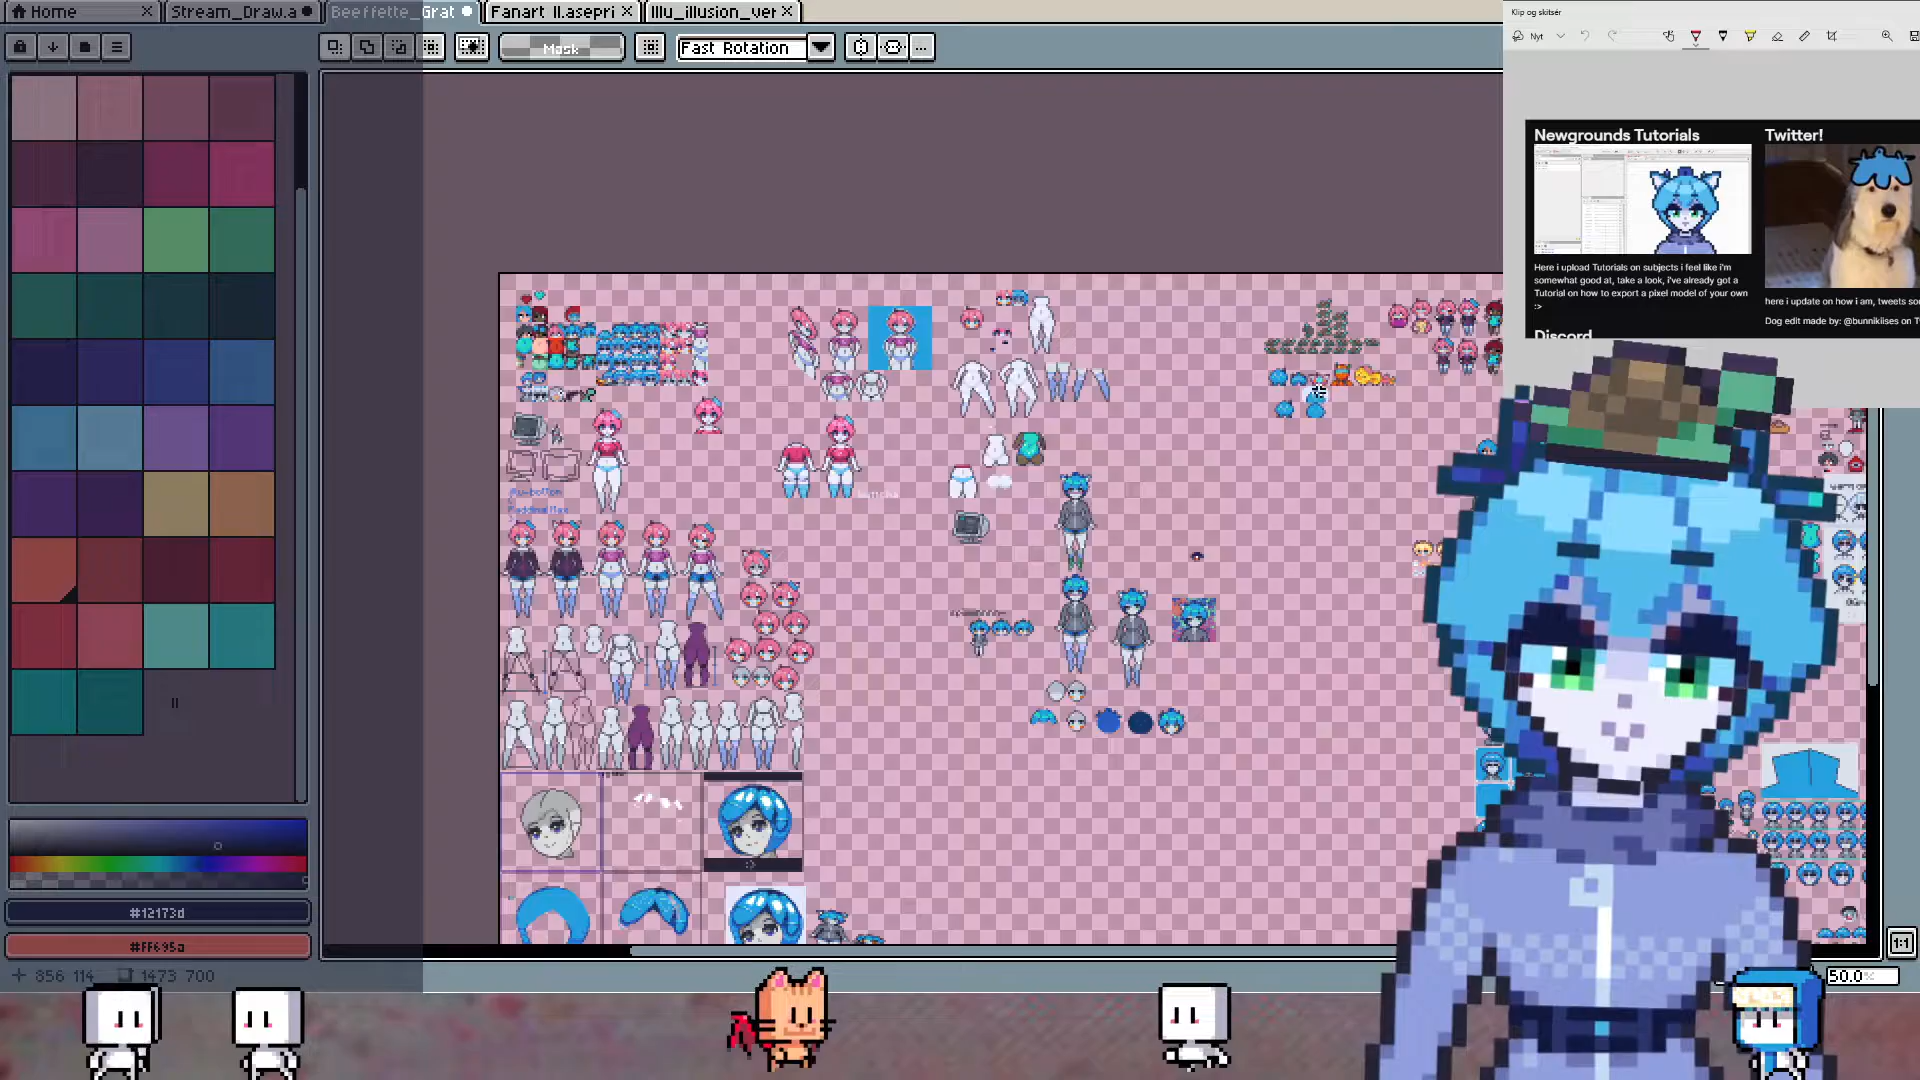 Home
Stream_Draw.a
Beeffette_Grat
Fanart II.asepri
Illu_illusion_ver
Mask
Fast Rotation
Klip og skitsér
Nyt
Newgrounds Tutorials
Twitter!
Here i upload Tutorials on subjects i feel like i'm
somewhat good at, take a look, i've already got a
Tutorial on how to export a pixel model of your own
:>
here i update on how i am, tweets so
Dog edit made by: @bunnikiises on T
Discord
#12173d
#FF695a
856 114
1473 700
1:1
50.0